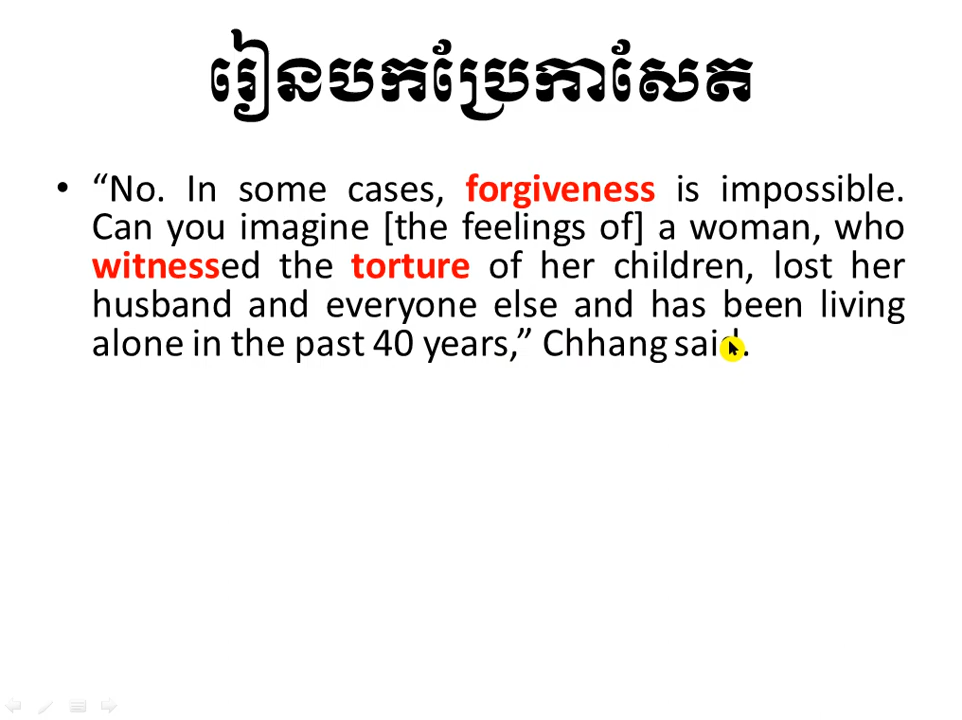 រៀនបកប្រែកាសែត
• “No. In some cases, forgiveness is impossible.
Can you imagine [the feelings of] a woman, who
witnessed the torture of her children, lost her
husband and everyone else and has been living
alone in the past 40 years,” Chhang said.